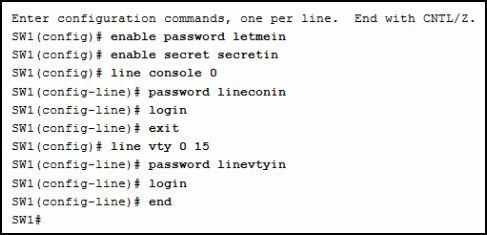 Enter configuration commands, one per line.  End with CNTL/Z.
SW1(config)# enable password letmein
SW1(config)# enable secret secretin
SW1(config)# line console 0
SW1(config-line)# password lineconin
SW1(config-line)# login
SW1(config-line)# exit
SW1(config)# line vty 0 15
SW1(config-line)# password linevtyin
SW1(config-line)# login
SW1(config-line)# end
SW1#